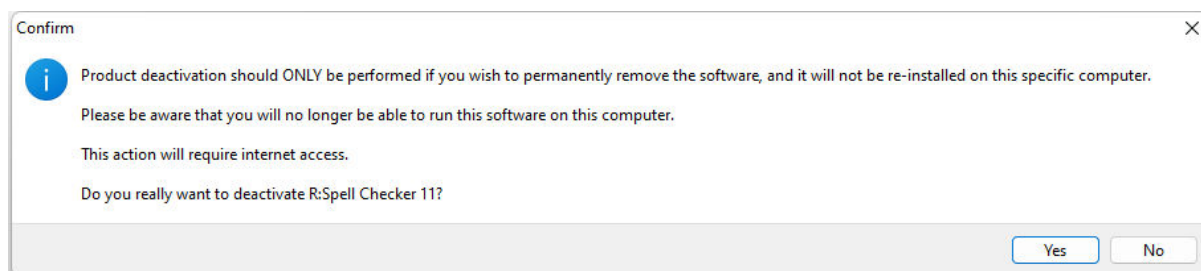 Confirm
Product deactivation should ONLY be performed if you wish to permanently remove the software, and it will not be re-installed on this specific computer.
Please be aware that you will no longer be able to run this software on this computer.
This action will require internet access.
Do you really want to deactivate R:Spell Checker 11?
Yes No